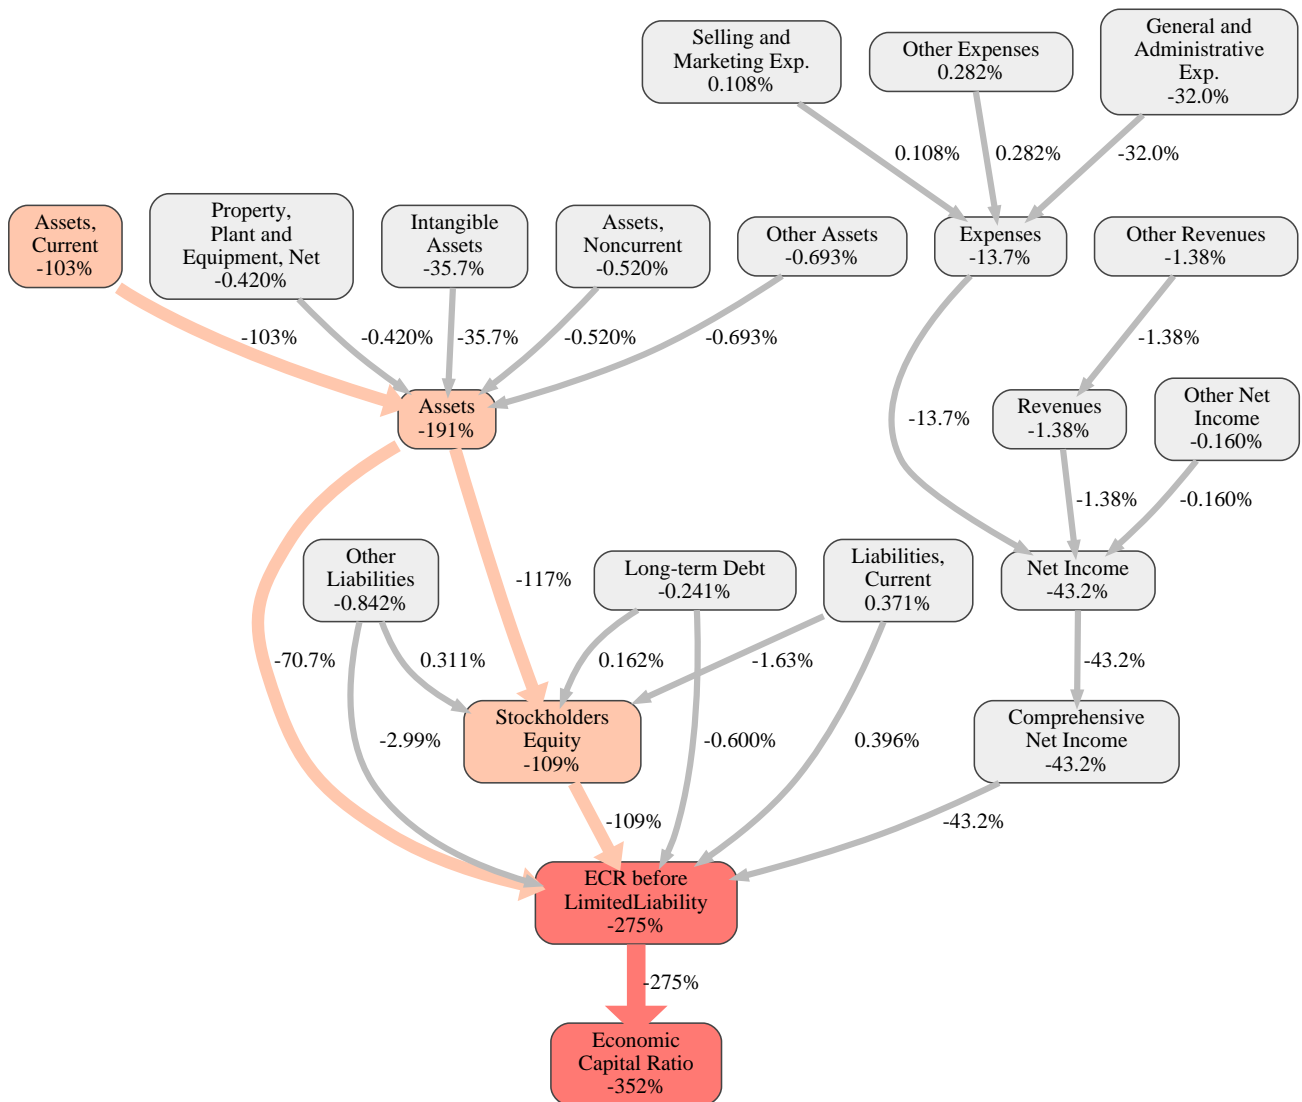 Selling and
Marketing Exp.
0.108%
Other Expenses
0.282%
General and
Administrative
Exp.
-32.0%
0.108%
0.282%
-32.0%
Assets,
Current
-103%
Property,
Plant and
Equipment, Net
-0.420%
Intangible
Assets
-35.7%
Assets,
Noncurrent
-0.520%
Other Assets
-0.693%
Expenses
-13.7%
Other Revenues
-1.38%
-103%
-0.420%
-35.7%
-0.520%
-0.693%
-1.38%
Assets
-191%
-13.7%
Revenues
-1.38%
Other Net
Income
-0.160%
-1.38%
-0.160%
Other
Liabilities
-0.842%
-117%
Long-term Debt
-0.241%
Liabilities,
Current
0.371%
Net Income
-43.2%
-70.7%
0.311%
0.162%
-1.63%
-43.2%
-2.99%
Stockholders
Equity
-109%
-0.600%
0.396%
Comprehensive
Net Income
-43.2%
-109%
-43.2%
ECR before
LimitedLiability
-275%
-275%
Economic
Capital Ratio
-352%